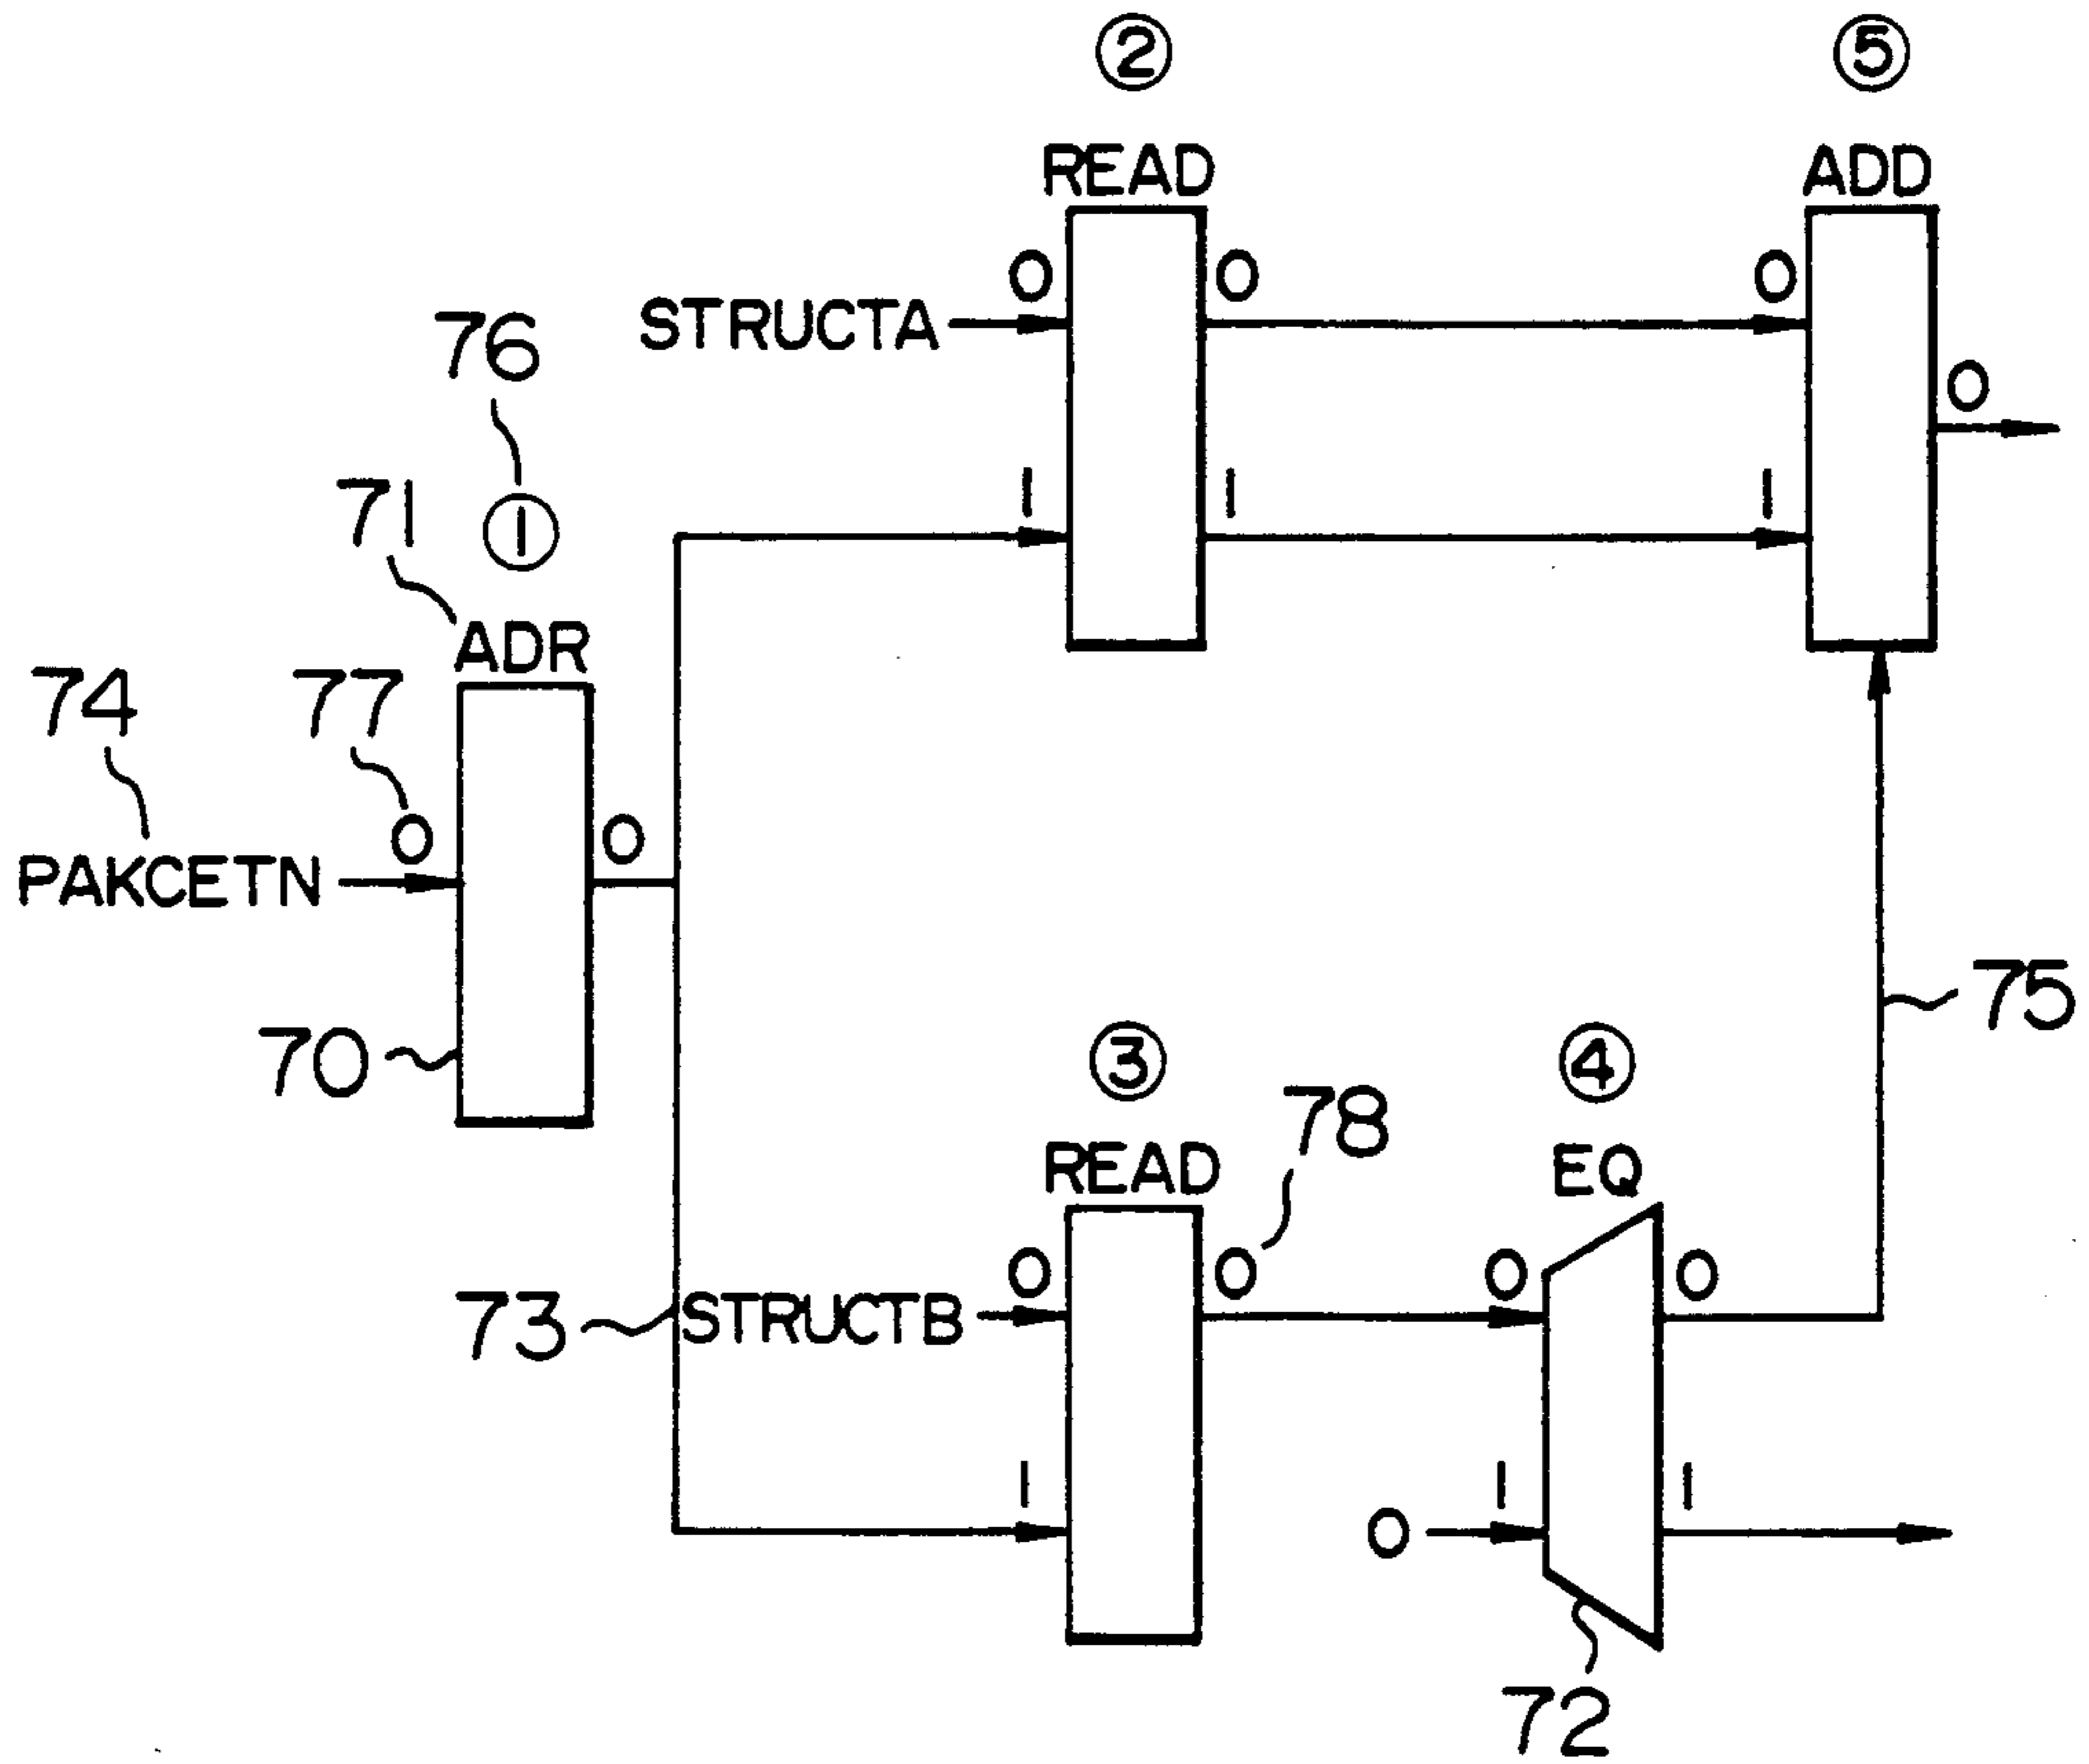 ② ⑤
READ ADD
0 0 0
STRUCTA
76
0
71 ① 1 1 1
ADR
74 77
0 0
PAKCETN
75
70 ③ ④
78
READ EQ
0 0 0 0
73 STRUCTB
1 1 1
0
72